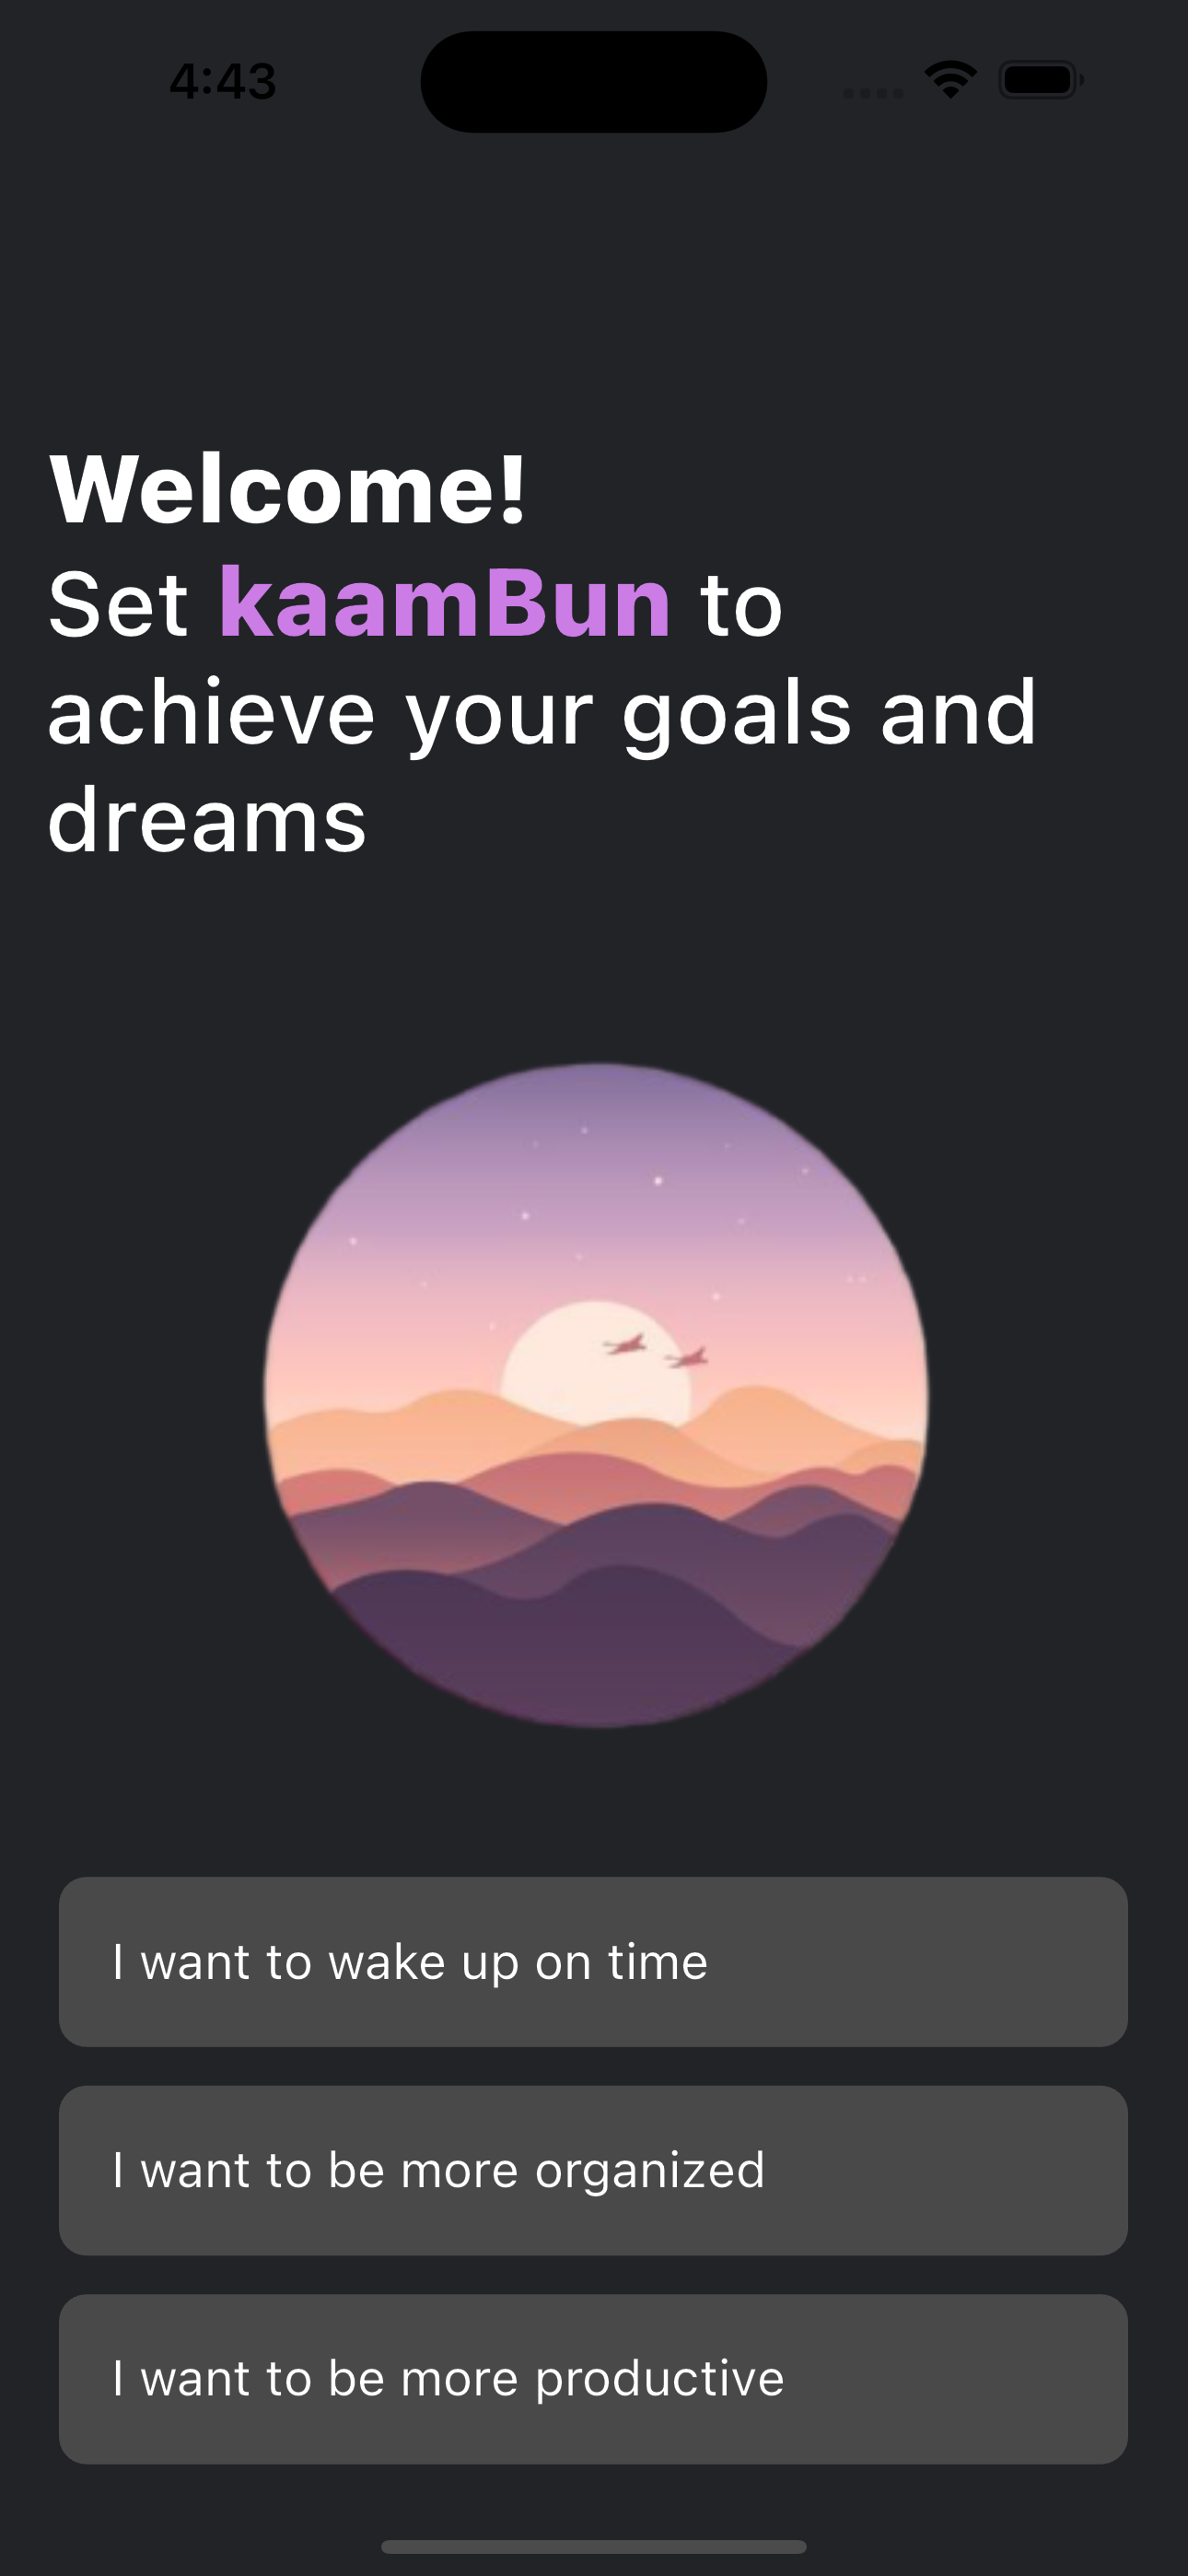 4:43
Welcome!
Set kaamBun to
achieve your goals and
dreams
I want to wake up on time
I want to be more organized
I want to be more productive